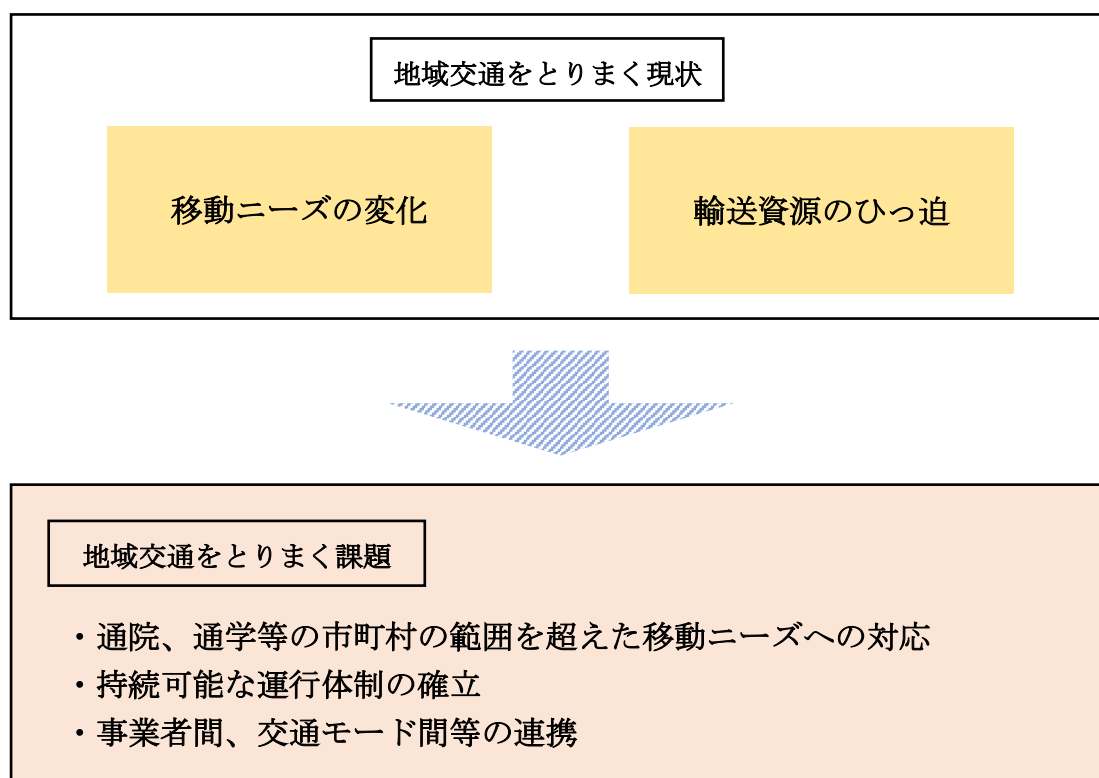 地域交通をとりまく現状
移動ニーズの変化
輸送資源のひっ迫
地域交通をとりまく課題
・通院、通学等の市町村の範囲を超えた移動ニーズへの対応
・持続可能な運行体制の確立
・事業者間、交通モード間等の連携